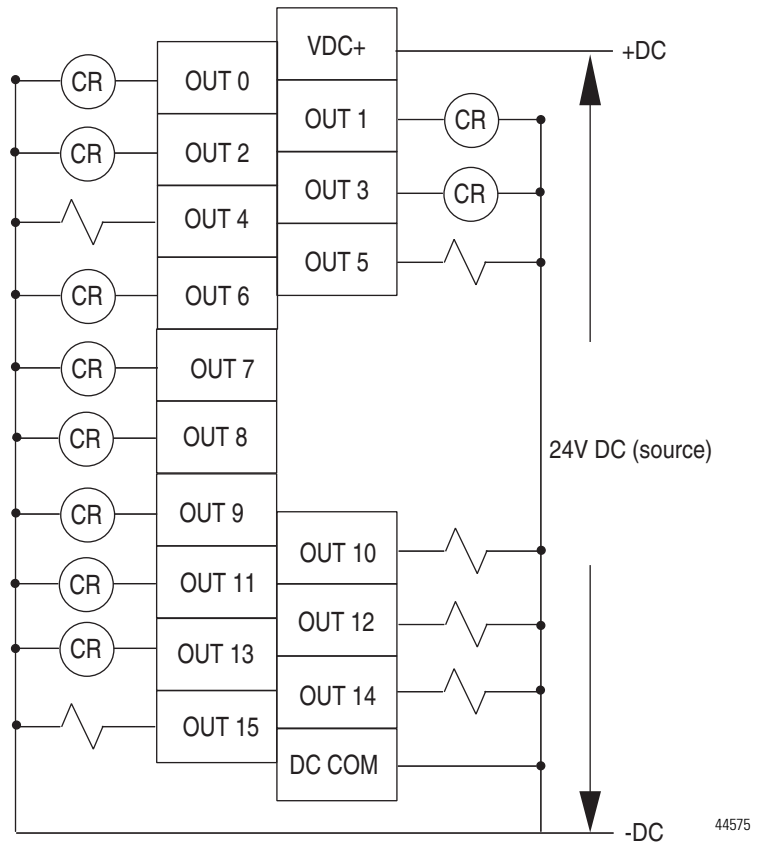 VDC+
+DC
CR
OUT 0
OUT 1
CR
CR
OUT 2
OUT 3
CR
OUT 4
OUT 5
CR
OUT 6
CR
OUT 7
CR
OUT 8
24V DC (source)
CR
OUT 9
OUT 10
CR
OUT 11
OUT 12
CR
OUT 13
OUT 14
OUT 15
DC COM
-DC
44575